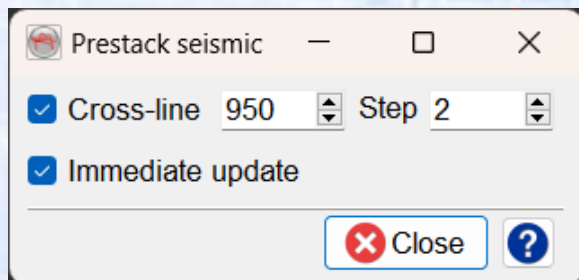 Prestack seismic
Cross-line 950 Step 2
Immediate update
Close ?